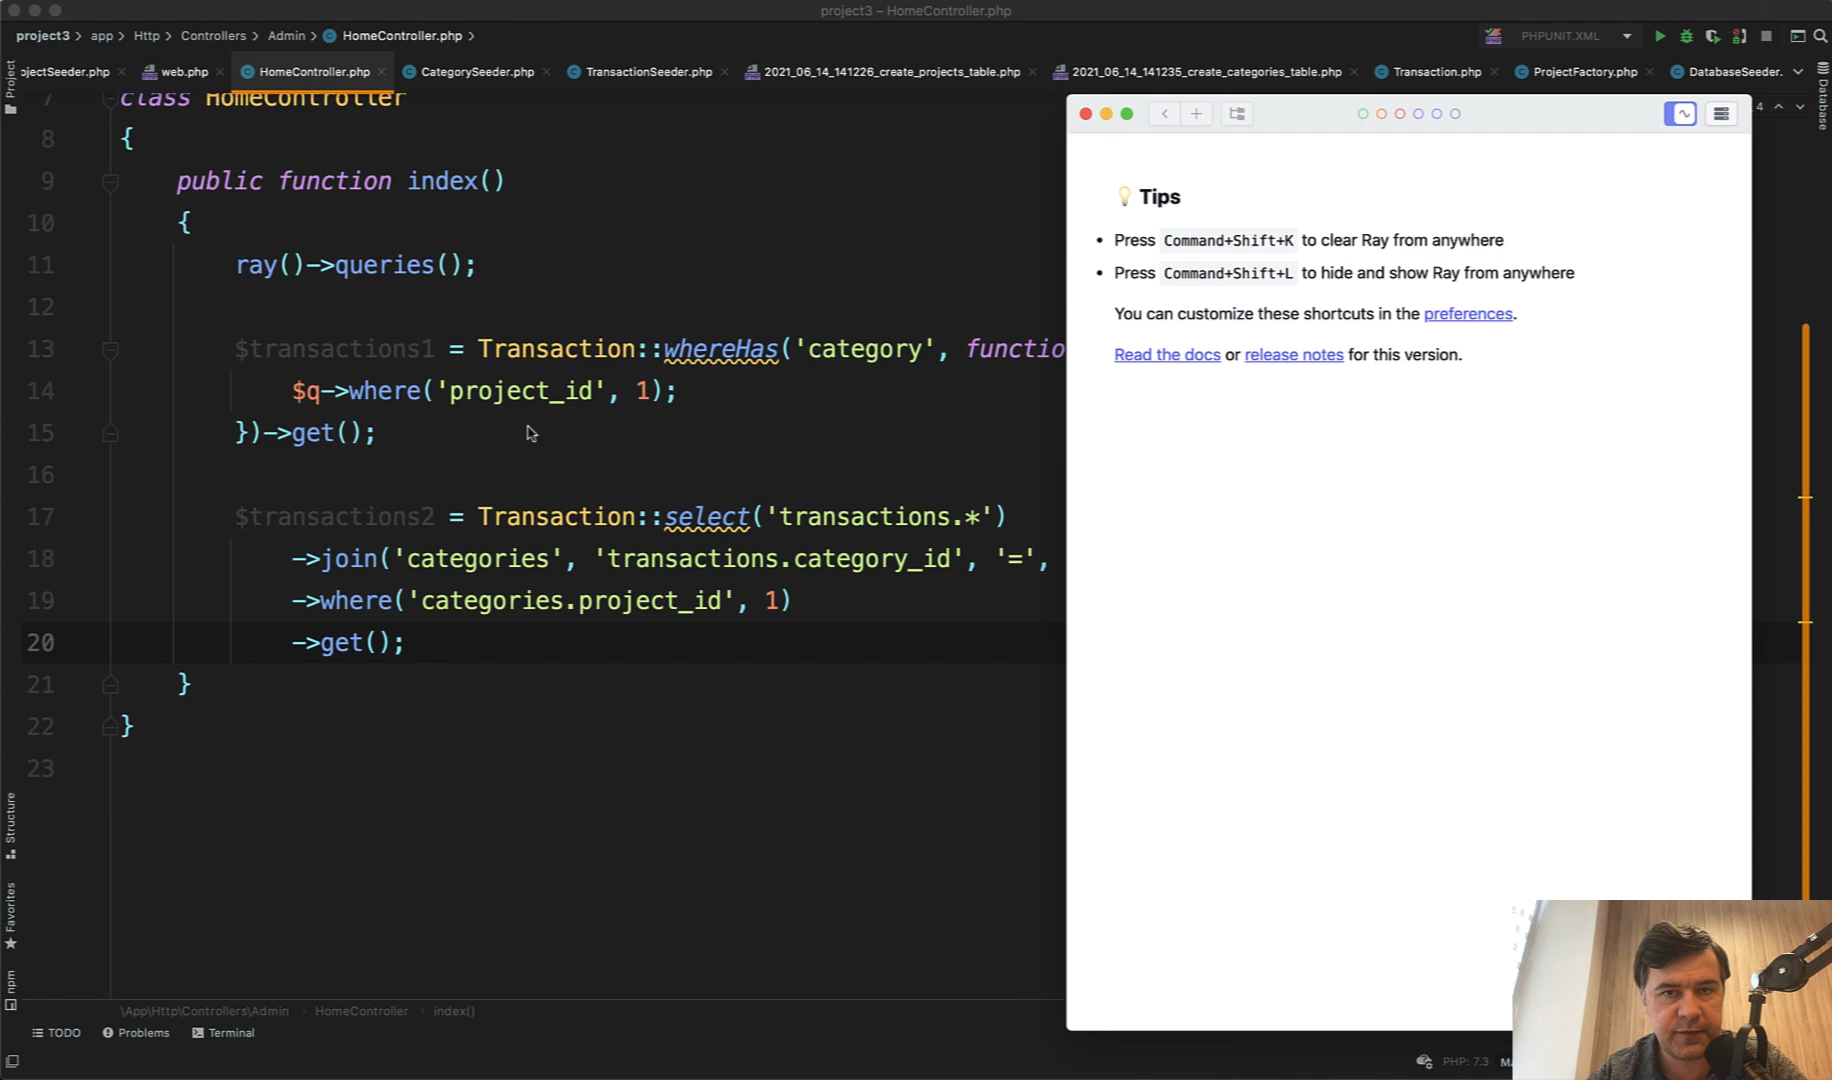 project3 – HomeController.php
project3 > app > Http > Controllers > Admin > HomeController.php >
PHPUNIT.XML
ojectSeeder.php
web.php
HomeController.php
CategorySeeder.php
TransactionSeeder.php
2021_06_14_141226_create_projects_table.php
2021_06_14_141235_create_categories_table.php
Transaction.php
ProjectFactory.php
DatabaseSeeder.
Project
Database
4
7 class HomeController
8 {
9 public function index()
10 {
11 ray()->queries();
12
13 $transactions1 = Transaction::whereHas('category', functio
14 $q->where('project_id', 1);
15 })->get();
16
17 $transactions2 = Transaction::select('transactions.*')
18 ->join('categories', 'transactions.category_id', '=',
19 ->where('categories.project_id', 1)
20 ->get();
21 }
22 }
23
💡 Tips
• Press Command+Shift+K to clear Ray from anywhere
• Press Command+Shift+L to hide and show Ray from anywhere
You can customize these shortcuts in the preferences.
Read the docs or release notes for this version.
Structure
Favorites
npm
\App\Http\Controllers\Admin > HomeController > index()
TODO
Problems
Terminal
PHP: 7.3